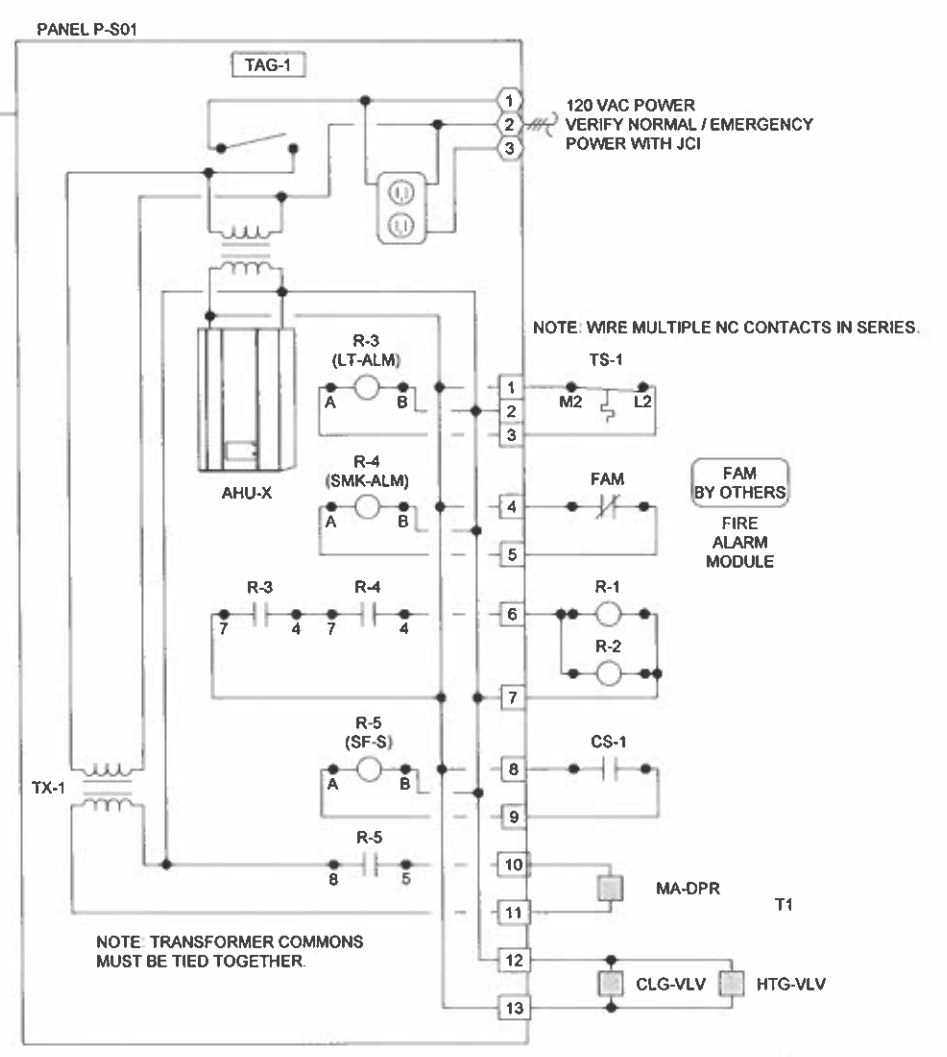 PANEL P-S01
TAG-1
1
2
3
120 VAC POWER
VERIFY NORMAL / EMERGENCY
POWER WITH JCI
NOTE: WIRE MULTIPLE NC CONTACTS IN SERIES.
R-3
(LT-ALM)
A
B
1
2
3
TS-1
M2
L2
AHU-X
R-4
(SMK-ALM)
A
B
4
5
FAM
FAM
BY OTHERS
FIRE
ALARM
MODULE
R-3
R-4
7
4
7
4
6
7
R-1
R-2
R-5
(SF-S)
A
B
8
9
CS-1
TX-1
R-5
8
5
10
11
MA-DPR
T1
NOTE: TRANSFORMER COMMONS
MUST BE TIED TOGETHER.
12
13
CLG-VLV
HTG-VLV